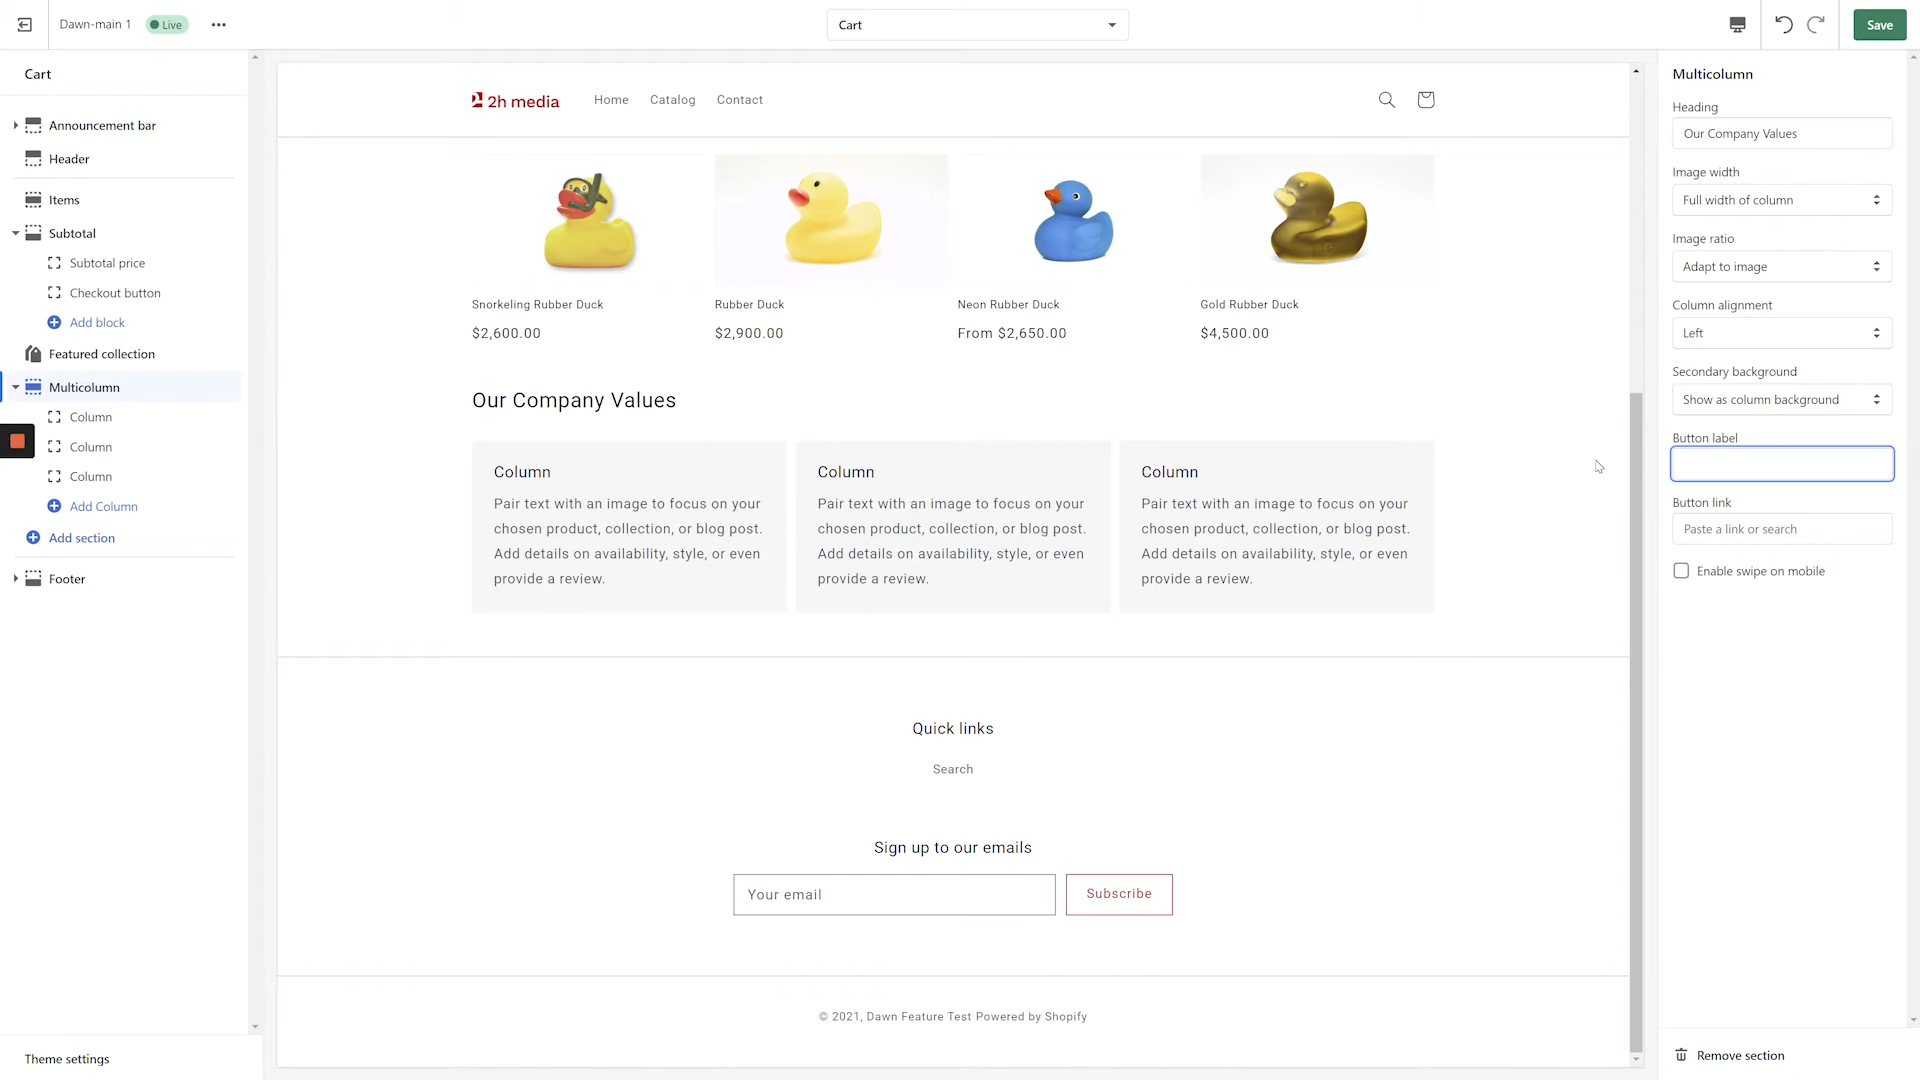 Dawn-main 1
Live
Cart
Save
Cart
Announcement bar
Header
Items
Subtotal
Subtotal price
Checkout button
Add block
Featured collection
Multicolumn
Column
Column
Column
Add Column
Add section
Footer
Theme settings
2h media
Home
Catalog
Contact
Snorkeling Rubber Duck
$2,600.00
Rubber Duck
$2,900.00
Neon Rubber Duck
From $2,650.00
Gold Rubber Duck
$4,500.00
Our Company Values
Column
Pair text with an image to focus on your
chosen product, collection, or blog post.
Add details on availability, style, or even
provide a review.
Column
Pair text with an image to focus on your
chosen product, collection, or blog post.
Add details on availability, style, or even
provide a review.
Column
Pair text with an image to focus on your
chosen product, collection, or blog post.
Add details on availability, style, or even
provide a review.
Quick links
Search
Sign up to our emails
Your email
Subscribe
© 2021, Dawn Feature Test Powered by Shopify
Multicolumn
Heading
Our Company Values
Image width
Full width of column
Image ratio
Adapt to image
Column alignment
Left
Secondary background
Show as column background
Button label
Button link
Paste a link or search
Enable swipe on mobile
Remove section